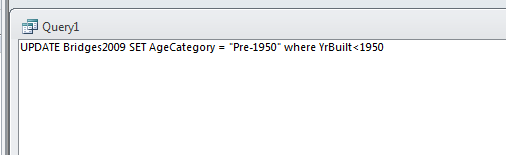 Query1
UPDATE Bridges2009 SET AgeCategory = "Pre-1950" where YrBuilt<1950